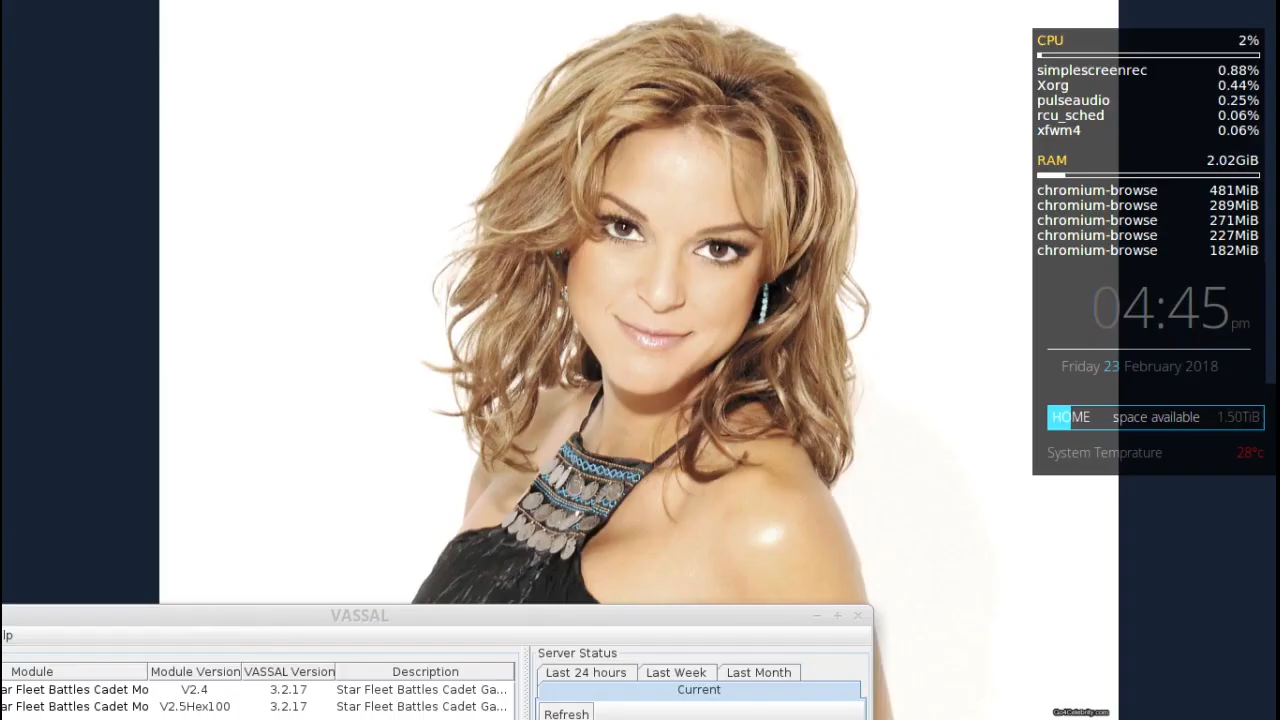 CPU 2%
simplescreenrec 0.88%
Xorg 0.44%
pulseaudio 0.25%
rcu_sched 0.06%
xfwm4 0.06%
RAM 2.02GiB
chromium-browse 481MiB
chromium-browse 289MiB
chromium-browse 271MiB
chromium-browse 227MiB
chromium-browse 182MiB
04:45 pm
Friday 23 February 2018
HOME space available 1.50TiB
System Temprature 28°c
VASSAL
lp
Server Status
Module Module Version VASSAL Version Description
Last 24 hours Last Week Last Month
ar Fleet Battles Cadet Mo V2.4 3.2.17 Star Fleet Battles Cadet Ga...
Current
ar Fleet Battles Cadet Mo V2.5Hex100 3.2.17 Star Fleet Battles Cadet Ga...
Refresh
Go4Celebrity.com